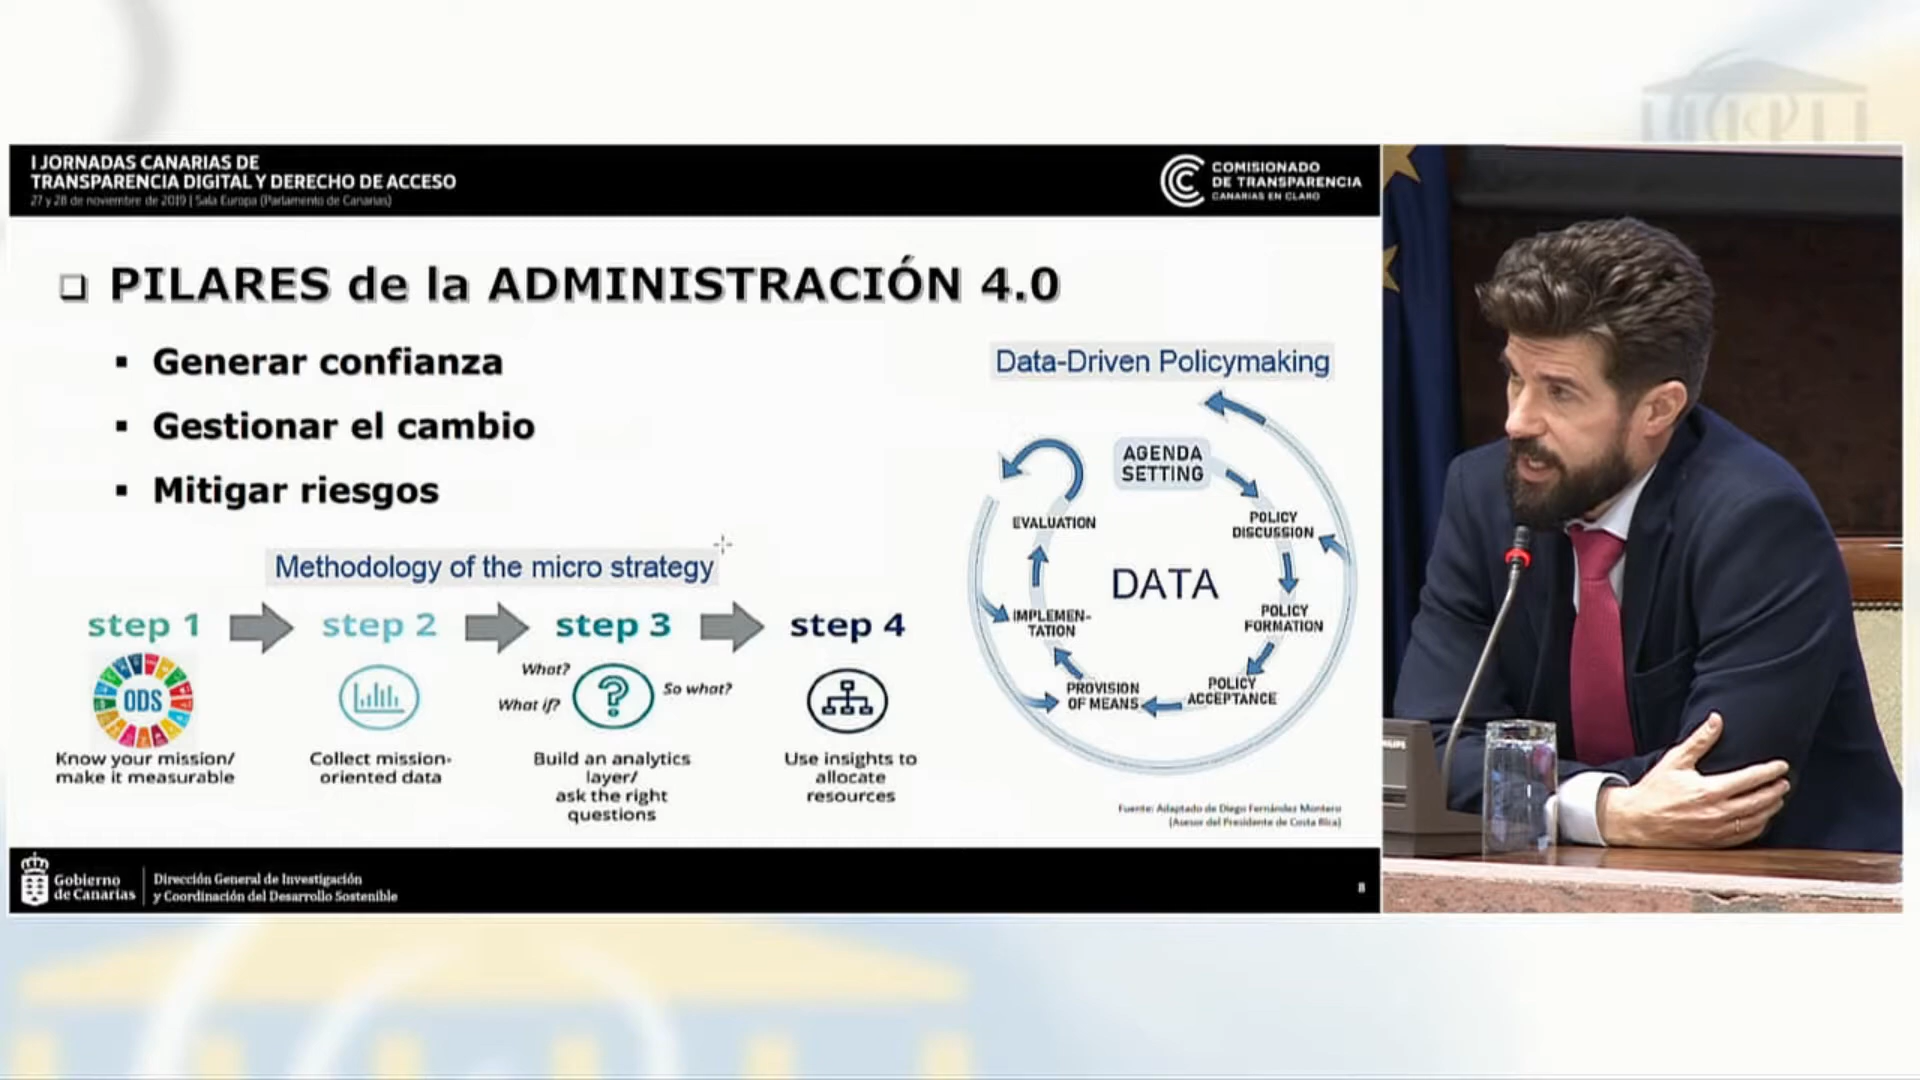 I JORNADAS CANARIAS DE
TRANSPARENCIA DIGITAL Y DERECHO DE ACCESO
27 y 28 de noviembre de 2019 | Sala Europa (Parlamento de Canarias)
COMISIONADO
DE TRANSPARENCIA
CANARIAS EN CLARO
PILARES de la ADMINISTRACIÓN 4.0
Generar confianza
Gestionar el cambio
Mitigar riesgos
Methodology of the micro strategy
step 1
step 2
step 3
step 4
ODS
What?
What if?
?
So what?
Know your mission/
make it measurable
Collect mission-
oriented data
Build an analytics
layer/
ask the right
questions
Use insights to
allocate
resources
Data-Driven Policymaking
AGENDA
SETTING
POLICY
DISCUSSION
POLICY
FORMATION
POLICY
ACCEPTANCE
PROVISION
OF MEANS
IMPLEMEN-
TATION
EVALUATION
DATA
Fuente: Adaptado de Diego Fernández Montero
(Asesor del Presidente de Costa Rica)
Gobierno
de Canarias
Dirección General de Investigación
y Coordinación del Desarrollo Sostenible
8
PHILIPS